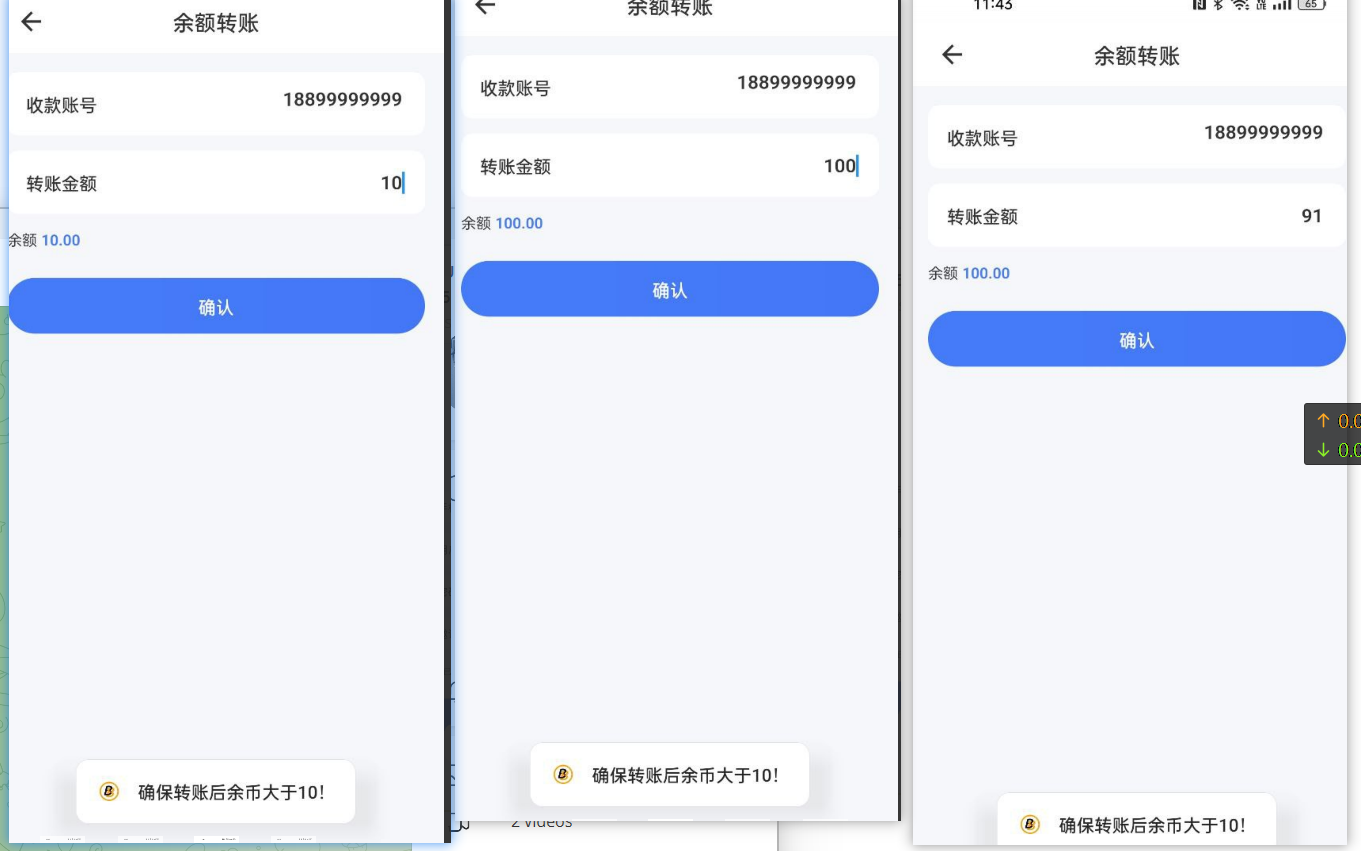 余额转账
收款账号
18899999999
转账金额
10
余额 10.00
确认
确保转账后余币大于10!
余额转账
收款账号
18899999999
转账金额
100
余额 100.00
确认
确保转账后余币大于10!
2 videos
11:43
65
余额转账
收款账号
18899999999
转账金额
91
余额 100.00
确认
↑ 0.0
↓ 0.0
确保转账后余币大于10!